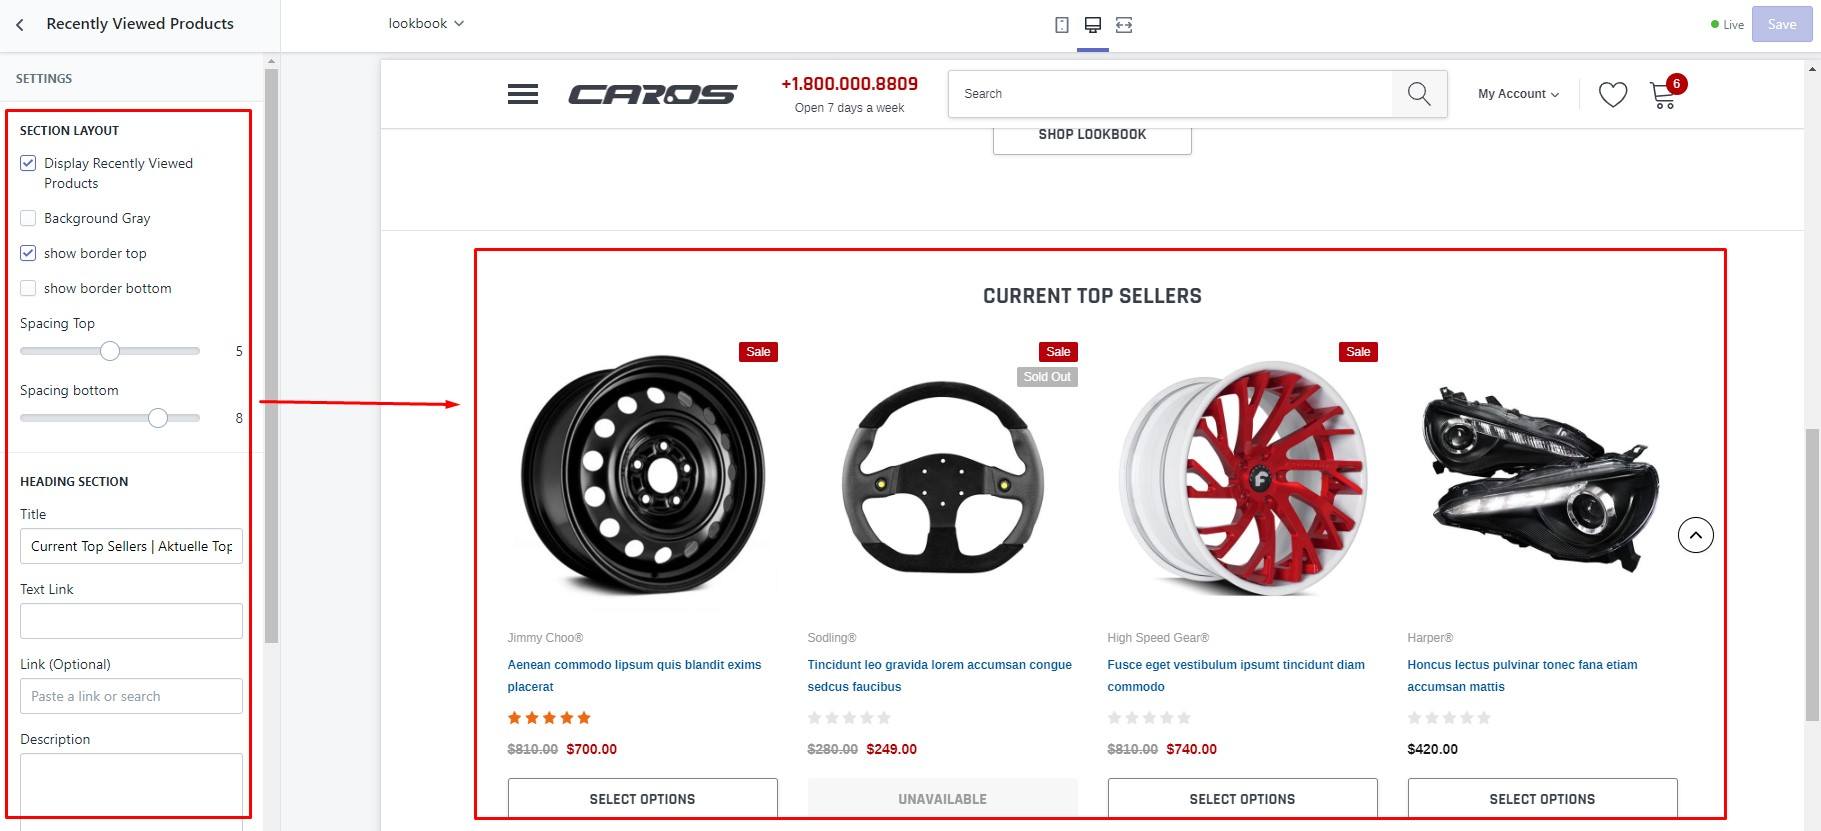 Recently Viewed Products
lookbook
Live
Save
SETTINGS
SECTION LAYOUT
Display Recently Viewed
Products
Background Gray
show border top
show border bottom
Spacing Top
5
Spacing bottom
8
HEADING SECTION
Title
Current Top Sellers | Aktuelle Top
Text Link
Link (Optional)
Paste a link or search
Description
CAROS
+1.800.000.8809
Open 7 days a week
Search
My Account
6
SHOP LOOKBOOK
CURRENT TOP SELLERS
Sale
Sale
Sold Out
Sale
F
Jimmy Choo®
Aenean commodo lipsum quis blandit exims
placerat
$810.00 $700.00
SELECT OPTIONS
Sodling®
Tincidunt leo gravida lorem accumsan congue
sedcus faucibus
$280.00 $249.00
UNAVAILABLE
High Speed Gear®
Fusce eget vestibulum ipsumt tincidunt diam
commodo
$810.00 $740.00
SELECT OPTIONS
Harper®
Honcus lectus pulvinar tonec fana etiam
accumsan mattis
$420.00
SELECT OPTIONS